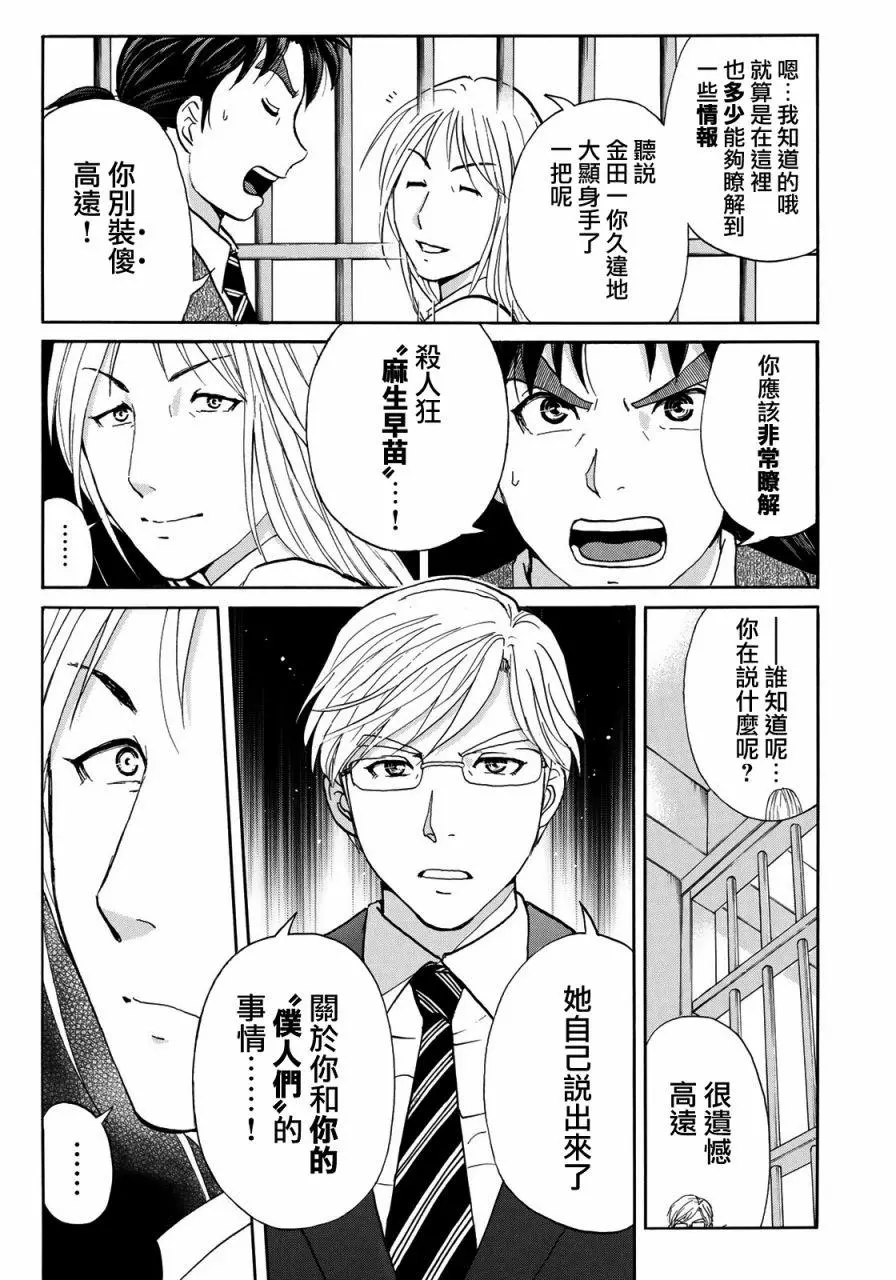 嗯…我知道的哦
就算是在這裡
也多少能夠瞭解到
一些情報
聽說
金田一你久違地
大顯身手了
一把呢
你別裝傻
高遠！
你應該非常瞭解
殺人狂
〝麻生早苗〞…！
……
——誰知道呢…
你在説什麼呢？
很遺憾
高遠
她自己説出來了
關於你和你的
〝僕人們〞的
事情……！
……